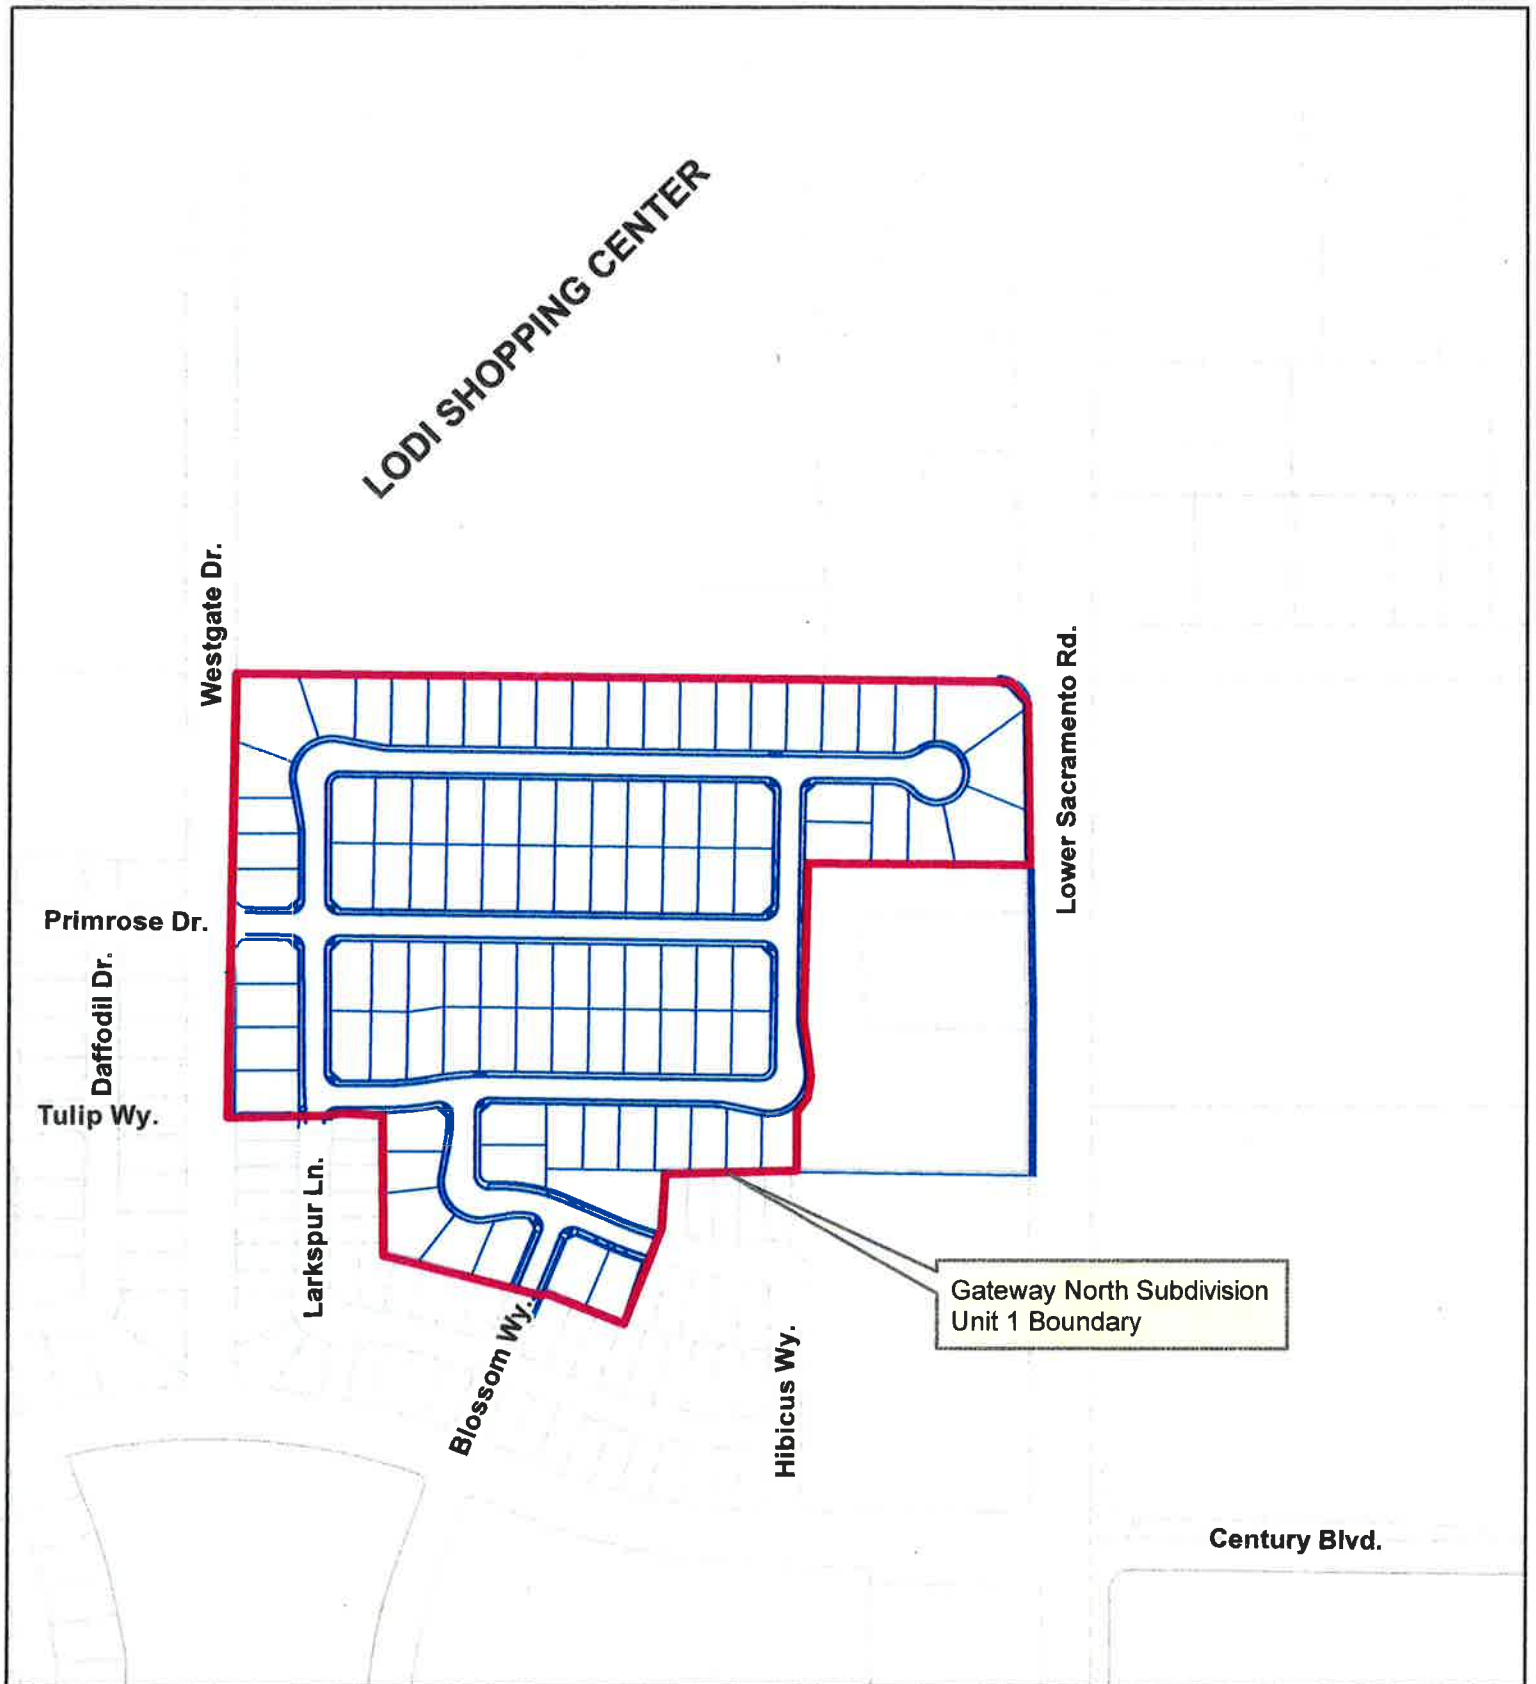 LODI SHOPPING CENTER
Westgate Dr.
Lower Sacramento Rd.
Primrose Dr.
Daffodil Dr.
Tulip Wy.
Larkspur Ln.
Gateway North Subdivision
Unit 1 Boundary
Blossom Wy.
Hibicus Wy.
Century Blvd.